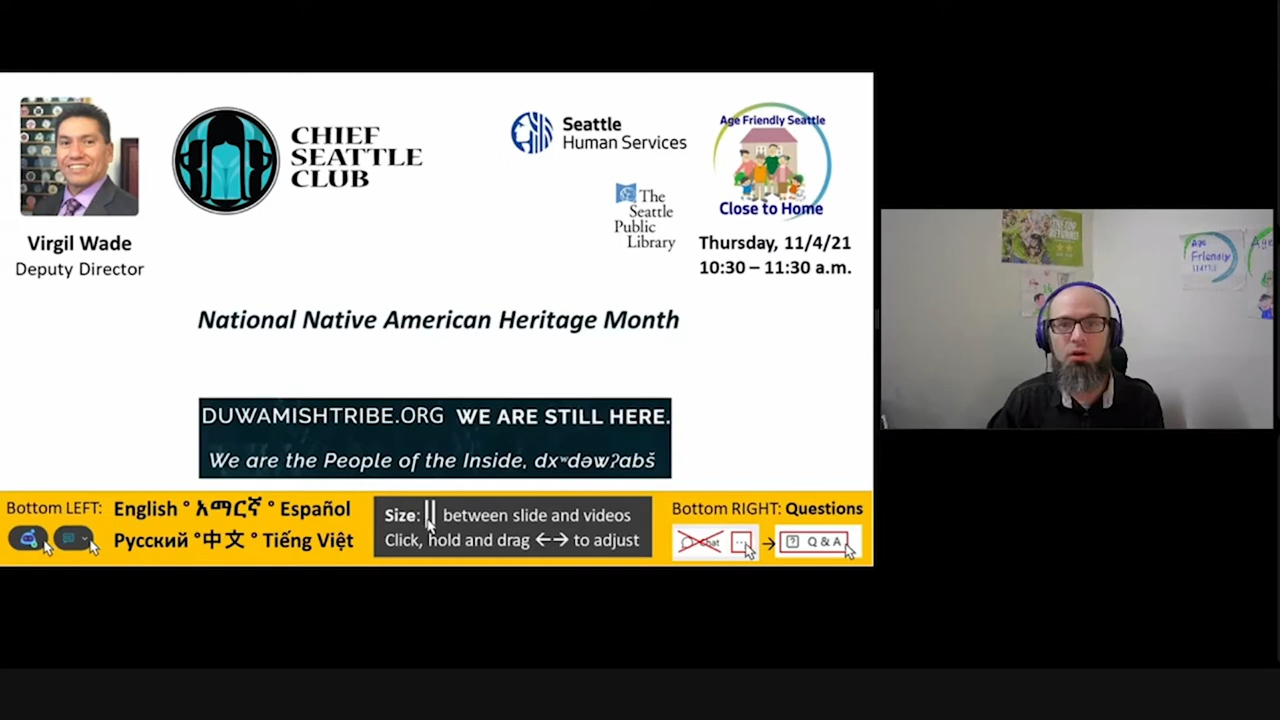 Virgil Wade
Deputy Director
CHIEF
SEATTLE
CLUB
Seattle
Human Services
The
Seattle
Public
Library
Age Friendly Seattle
Close to Home
Thursday, 11/4/21
10:30 – 11:30 a.m.
National Native American Heritage Month
DUWAMISHTRIBE.ORG WE ARE STILL HERE.
We are the People of the Inside, dxʷdəwʔabš
Bottom LEFT: English ° አማርኛ ° Español
Русский °中文 ° Tiếng Việt
Size: || between slide and videos
Click, hold and drag ←→ to adjust
Bottom RIGHT: Questions
Chat ... → ? Q & A
Age
Friendly